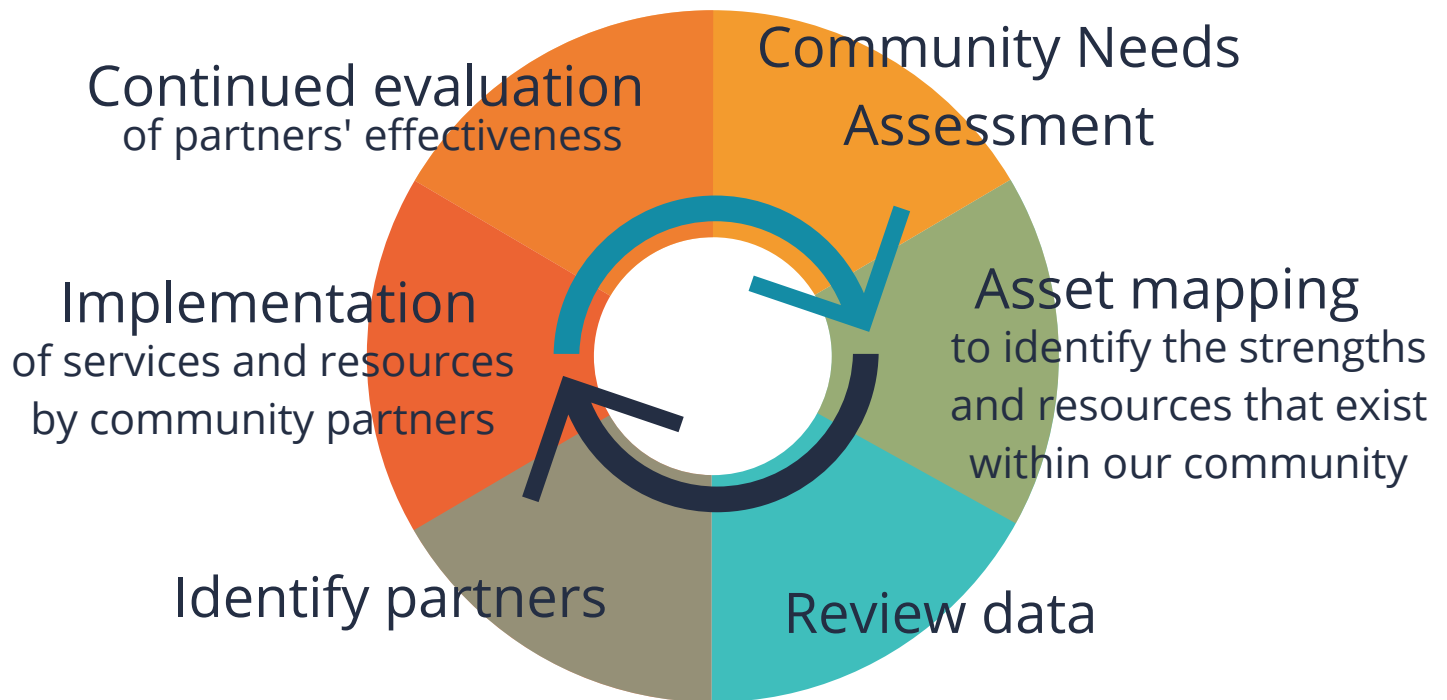 Community Needs
Assessment
Asset mapping
to identify the strengths
and resources that exist
within our community
Review data
Identify partners
Implementation
of services and resources
by community partners
Continued evaluation
of partners' effectiveness